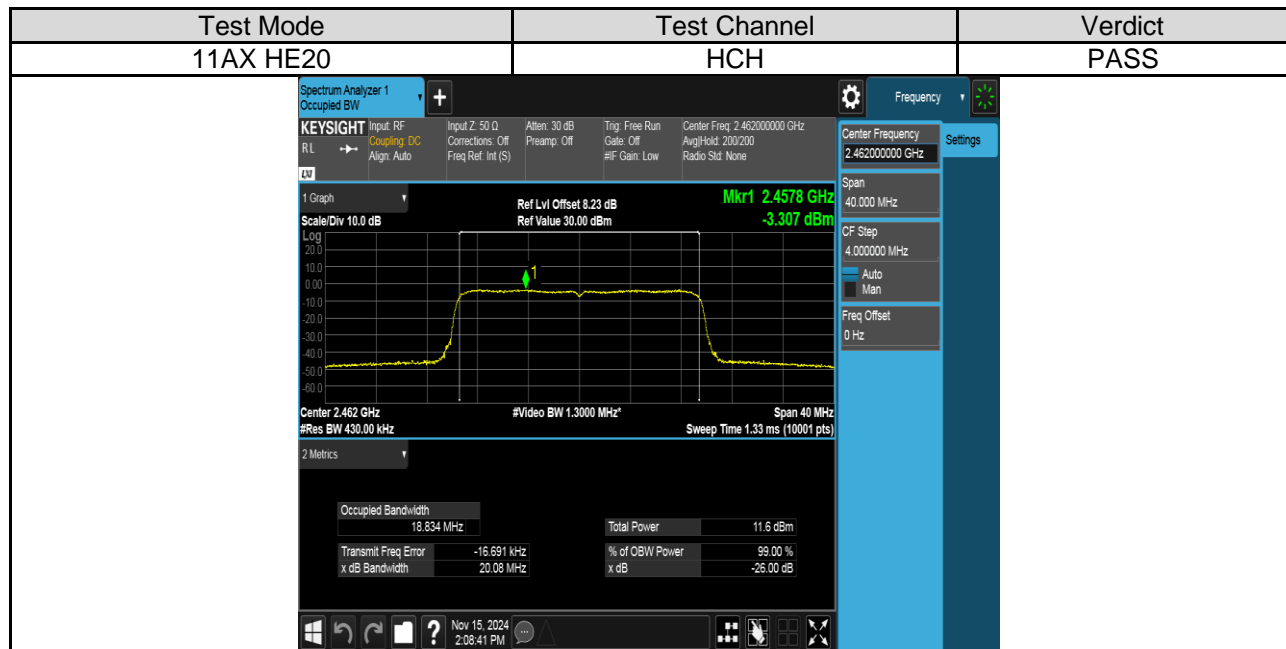 Test Mode Test Channel Verdict
11AX HE20 HCH PASS
Spectrum Analyzer 1
Occupied BW
+
Frequency
KEYSIGHT
RL
LXI
Input: RF
Coupling: DC
Align: Auto
Input Z: 50 Ω
Corrections: Off
Freq Ref: Int (S)
Atten: 30 dB
Preamp: Off
Trig: Free Run
Gate: Off
#IF Gain: Low
Center Freq: 2.462000000 GHz
Avg|Hold: 200/200
Radio Std: None
Center Frequency
2.462000000 GHz
Settings
Span
40.000 MHz
CF Step
4.000000 MHz
Auto
Man
Freq Offset
0 Hz
1 Graph
Scale/Div 10.0 dB
Ref Lvl Offset 8.23 dB
Ref Value 30.00 dBm
Mkr1 2.4578 GHz
-3.307 dBm
Log
20.0
10.0
0.00
-10.0
-20.0
-30.0
-40.0
-50.0
-60.0
1
Center 2.462 GHz
#Res BW 430.00 kHz
#Video BW 1.3000 MHz*
Span 40 MHz
Sweep Time 1.33 ms (10001 pts)
2 Metrics
Occupied Bandwidth
18.834 MHz
Total Power 11.6 dBm
Transmit Freq Error -16.691 kHz
% of OBW Power 99.00 %
x dB Bandwidth 20.08 MHz
x dB -26.00 dB
?
Nov 15, 2024
2:08:41 PM